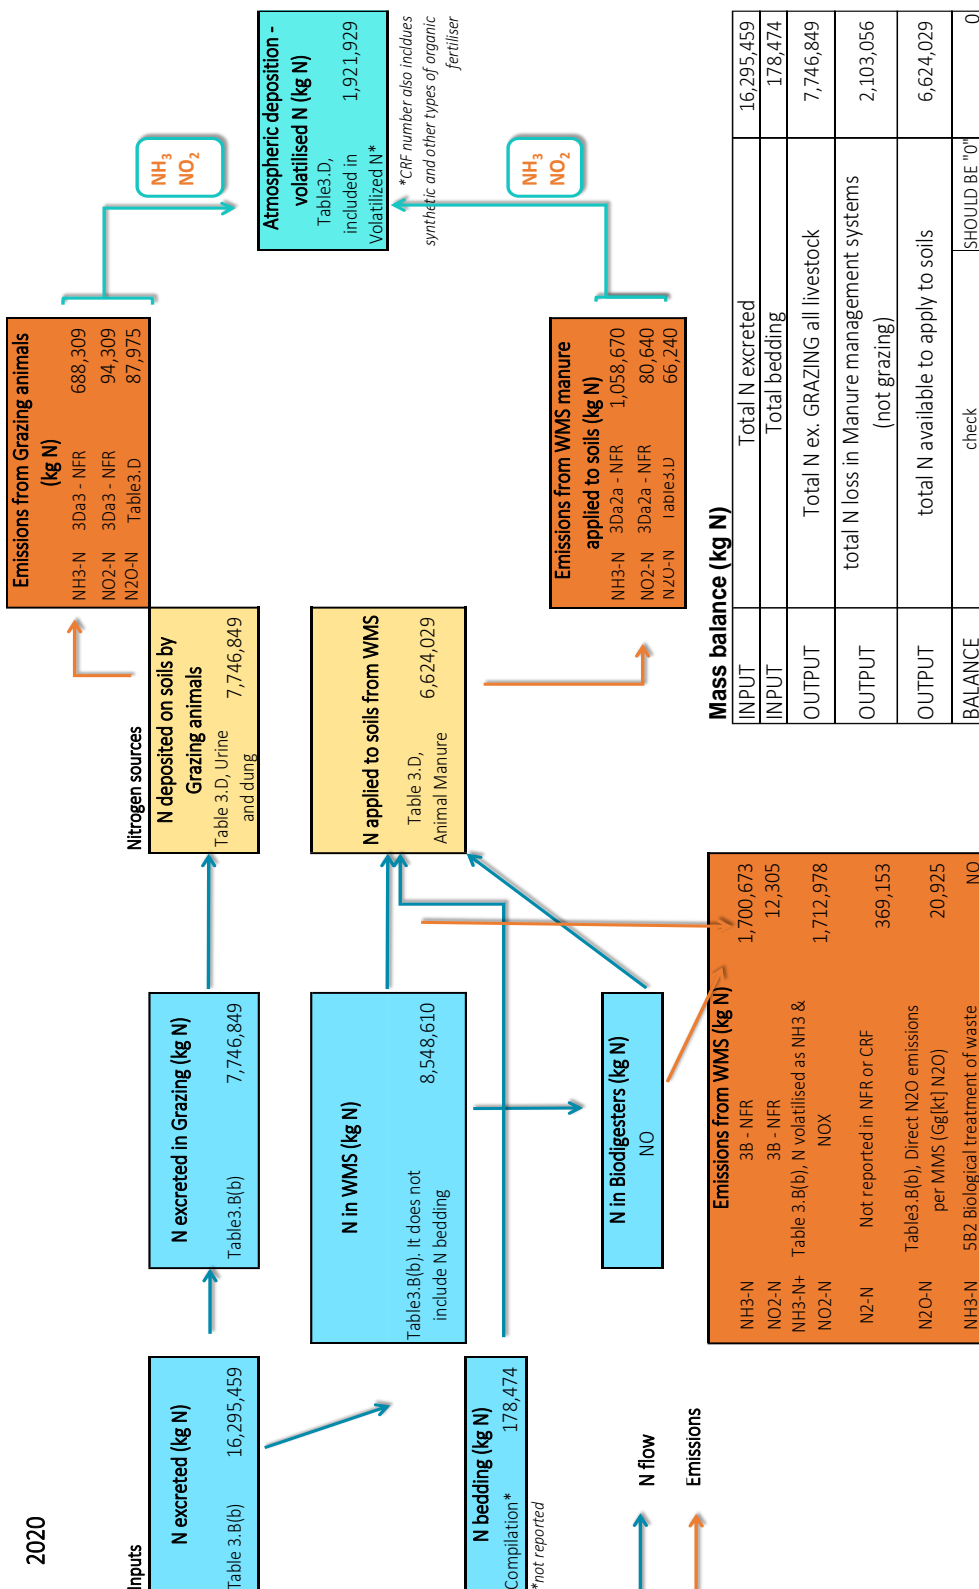 2020
Inputs
N excreted (kg N)
Table 3.B(b) 16,295,459
N bedding (kg N)
Compilation* 178,474
*not reported
N flow
Emissions
N excreted in Grazing (kg N)
Table3.B(b) 7,746,849
N in WMS (kg N)
8,548,610
Table3.B(b). It does not
include N bedding
N in Biodigesters (kg N)
NO
Emissions from WMS (kg N)
NH3-N 3B - NFR 1,700,673
NO2-N 3B - NFR 12,305
NH3-N+ Table 3.B(b), N volatilised as NH3 &
NO2-N NOX 1,712,978
N2-N Not reported in NFR or CRF 369,153
N2O-N Table3.B(b), Direct N2O emissions
per MMS (Gg[kt] N2O) 20,925
NH3-N 5B2 Biological treatment of waste NO
Nitrogen sources
N deposited on soils by
Grazing animals
Table 3.D, Urine
and dung 7,746,849
N applied to soils from WMS
Table 3.D,
Animal Manure 6,624,029
Emissions from Grazing animals
(kg N)
NH3-N 3Da3 - NFR 688,309
NO2-N 3Da3 - NFR 94,309
N2O-N Table3.D 87,975
Emissions from WMS manure
applied to soils (kg N)
NH3-N 3Da2a - NFR 1,058,670
NO2-N 3Da2a - NFR 80,640
N2O-N Table3.D 66,240
NH3
NO2
Atmospheric deposition -
volatilised N (kg N)
Table3.D,
included in
Volatilized N* 1,921,929
*CRF number also incldues
synthetic and other types of organic
fertiliser
NH3
NO2
Mass balance (kg N)
INPUT Total N excreted 16,295,459
INPUT Total bedding 178,474
OUTPUT Total N ex. GRAZING all livestock 7,746,849
OUTPUT total N loss in Manure management systems
(not grazing) 2,103,056
OUTPUT total N available to apply to soils 6,624,029
BALANCE check SHOULD BE "0" 0